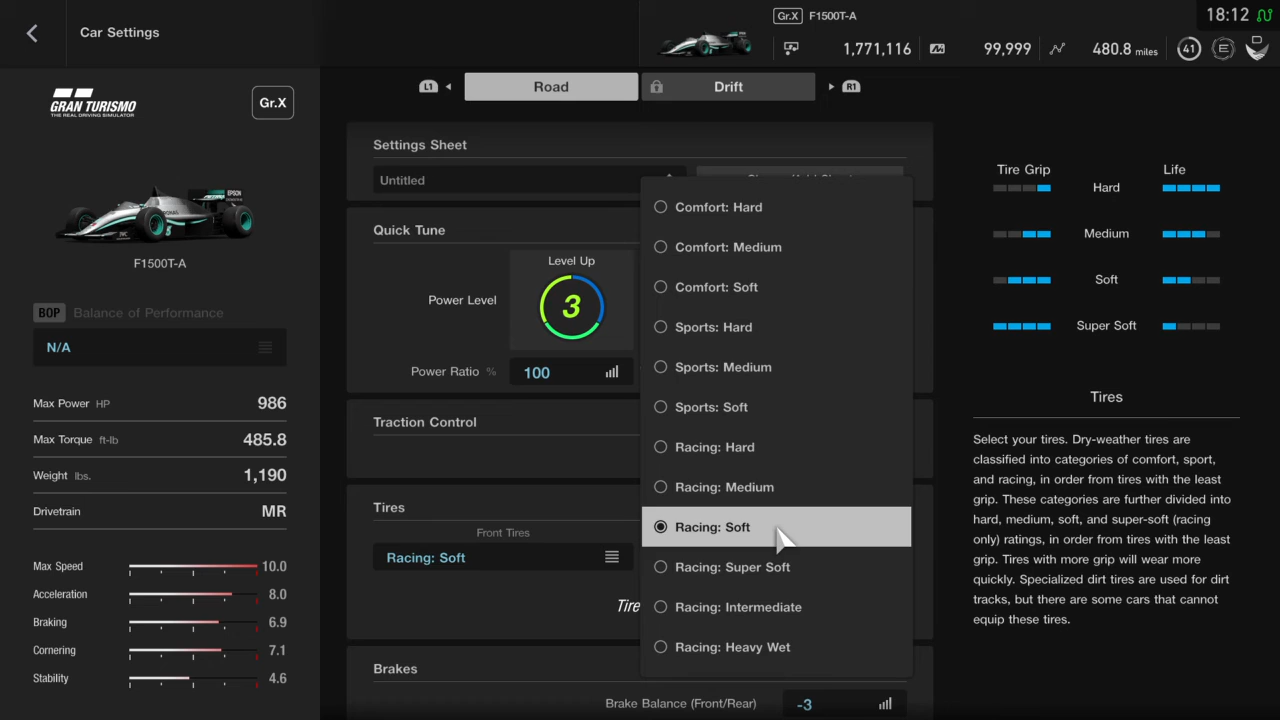 Car Settings
Gr.X F1500T-A
18:12
1,771,116 99,999 480.8 miles 41 E
L1 Road Drift R1
GRAN TURISMO
THE REAL DRIVING SIMULATOR
Gr.X
F1500T-A
BOP Balance of Performance
N/A
Max Power HP 986
Max Torque ft-lb 485.8
Weight lbs. 1,190
Drivetrain MR
Max Speed 10.0
Acceleration 8.0
Braking 6.9
Cornering 7.1
Stability 4.6
Settings Sheet
Untitled
Quick Tune
Level Up
Power Level 3
Power Ratio % 100
Traction Control
Tires
Front Tires
Racing: Soft
Tire
Brakes
Brake Balance (Front/Rear) -3
Comfort: Hard
Comfort: Medium
Comfort: Soft
Sports: Hard
Sports: Medium
Sports: Soft
Racing: Hard
Racing: Medium
Racing: Soft
Racing: Super Soft
Racing: Intermediate
Racing: Heavy Wet
Tire Grip Life
Hard
Medium
Soft
Super Soft
Tires
Select your tires. Dry-weather tires are
classified into categories of comfort, sport,
and racing, in order from tires with the least
grip. These categories are further divided into
hard, medium, soft, and super-soft (racing
only) ratings, in order from tires with the least
grip. Tires with more grip will wear more
quickly. Specialized dirt tires are used for dirt
tracks, but there are some cars that cannot
equip these tires.